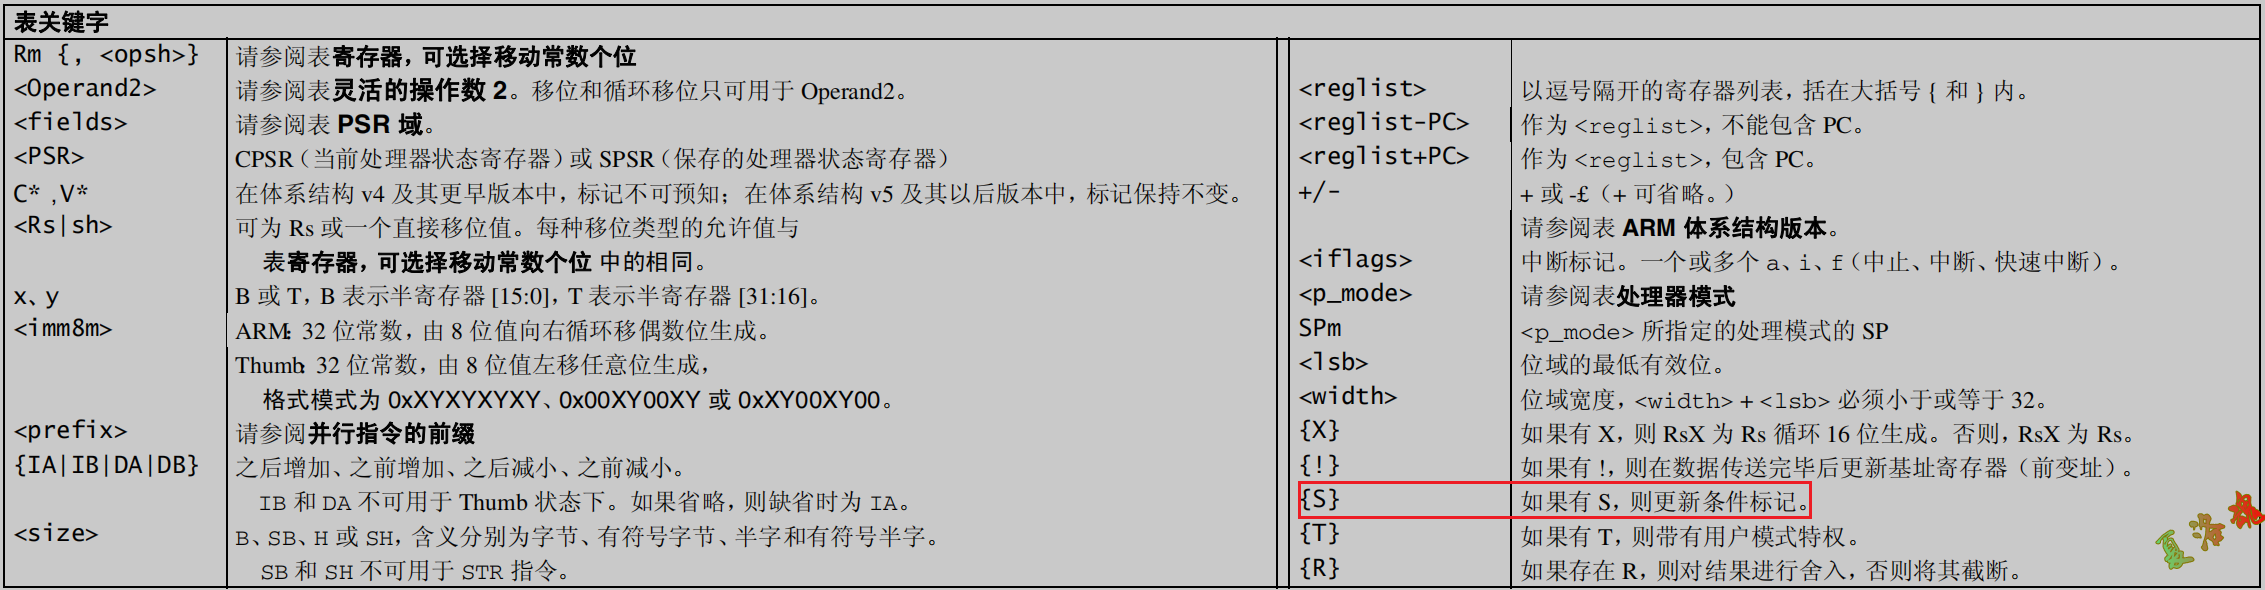 表关键字
Rm {, <opsh>} 请参阅表寄存器，可选择移动常数个位
<Operand2> 请参阅表灵活的操作数 2。移位和循环移位只可用于 Operand2。
<fields> 请参阅表 PSR 域。
<PSR> CPSR（当前处理器状态寄存器）或 SPSR（保存的处理器状态寄存器）
C* ,V* 在体系结构 v4 及其更早版本中，标记不可预知；在体系结构 v5 及其以后版本中，标记保持不变。
<Rs|sh> 可为 Rs 或一个直接移位值。每种移位类型的允许值与
表寄存器，可选择移动常数个位 中的相同。
x、y B 或 T，B 表示半寄存器 [15:0]，T 表示半寄存器 [31:16]。
<imm8m> ARM：32 位常数，由 8 位值向右循环移偶数位生成。
Thumb：32 位常数，由 8 位值左移任意位生成，
格式模式为 0xXYXYXYXY、0x00XY00XY 或 0xXY00XY00。
<prefix> 请参阅并行指令的前缀
{IA|IB|DA|DB} 之后增加、之前增加、之后减小、之前减小。
IB 和 DA 不可用于 Thumb 状态下。如果省略，则缺省时为 IA。
<size> B、SB、H 或 SH，含义分别为字节、有符号字节、半字和有符号半字。
SB 和 SH 不可用于 STR 指令。
<reglist> 以逗号隔开的寄存器列表，括在大括号 { 和 } 内。
<reglist-PC> 作为 <reglist>，不能包含 PC。
<reglist+PC> 作为 <reglist>，包含 PC。
+/- + 或 -£（+ 可省略。）
请参阅表 ARM 体系结构版本。
<iflags> 中断标记。一个或多个 a、i、f（中止、中断、快速中断）。
<p_mode> 请参阅表处理器模式
SPm <p_mode> 所指定的处理模式的 SP
<lsb> 位域的最低有效位。
<width> 位域宽度，<width> + <lsb> 必须小于或等于 32。
{X} 如果有 X，则 RsX 为 Rs 循环 16 位生成。否则，RsX 为 Rs。
{!} 如果有 !，则在数据传送完毕后更新基址寄存器（前变址）。
{S} 如果有 S，则更新条件标记。
{T} 如果有 T，则带有用户模式特权。
{R} 如果存在 R，则对结果进行舍入，否则将其截断。